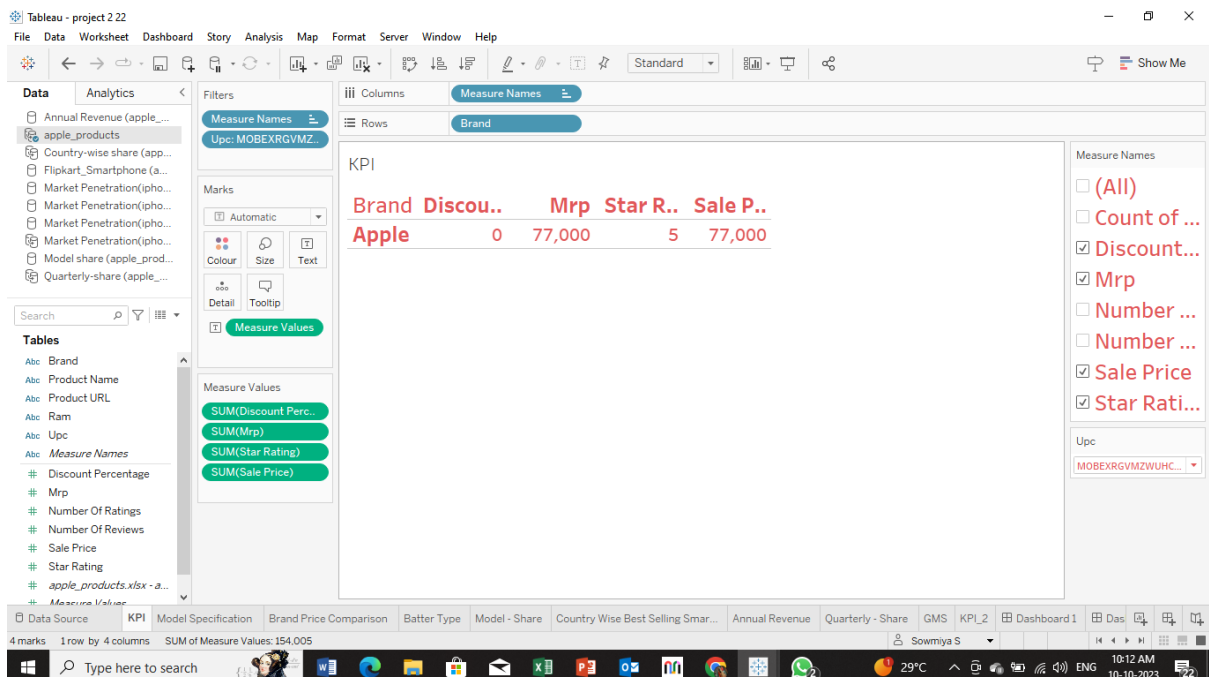 Tableau - project 2 22
File Data Worksheet Dashboard Story Analysis Map Format Server Window Help
Standard
Show Me
Data Analytics
Annual Revenue (apple_...
apple_products
Country-wise share (app...
Flipkart_Smartphone (a...
Market Penetration(ipho...
Market Penetration(ipho...
Market Penetration(ipho...
Market Penetration(ipho...
Model share (apple_prod...
Quarterly-share (apple_...
Search
Tables
Abc Brand
Abc Product Name
Abc Product URL
Abc Ram
Abc Upc
Abc Measure Names
# Discount Percentage
# Mrp
# Number Of Ratings
# Number Of Reviews
# Sale Price
# Star Rating
# apple_products.xlsx - a...
# Measure Values
Filters
Measure Names
Upc: MOBEXRGVMZ..
Marks
Automatic
Colour Size Text
Detail Tooltip
Measure Values
Measure Values
SUM(Discount Perc..
SUM(Mrp)
SUM(Star Rating)
SUM(Sale Price)
Columns Measure Names
Rows Brand
KPI
Brand Discou.. Mrp Star R.. Sale P..
Apple 0 77,000 5 77,000
Measure Names
(All)
Count of ...
Discount...
Mrp
Number ...
Number ...
Sale Price
Star Rati...
Upc
MOBEXRGVMZWUHC...
Data Source KPI Model Specification Brand Price Comparison Batter Type Model - Share Country Wise Best Selling Smar... Annual Revenue Quarterly - Share GMS KPI_2 Dashboard 1 Das
4 marks 1 row by 4 columns SUM of Measure Values: 154,005 Sowmiya S
Type here to search 29°C ENG 10:12 AM
10-10-2023
22